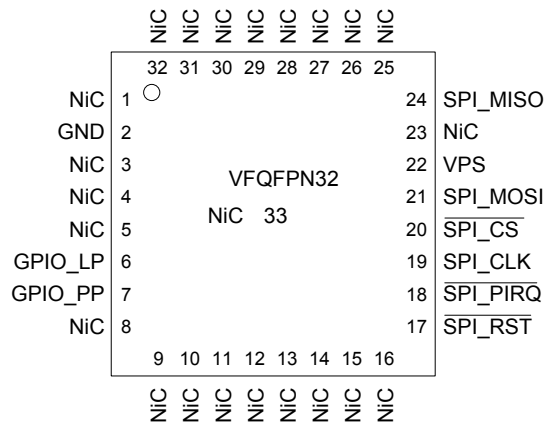 NiC NiC NiC NiC NiC NiC NiC NiC
32 31 30 29 28 27 26 25
NiC 1 24 SPI_MISO
GND 2 23 NiC
NiC 3 22 VPS
VFQFPN32
NiC 4 21 SPI_MOSI
NiC 33
NiC 5 20 SPI_CS
GPIO_LP 6 19 SPI_CLK
GPIO_PP 7 18 SPI_PIRQ
NiC 8 17 SPI_RST
9 10 11 12 13 14 15 16
NiC NiC NiC NiC NiC NiC NiC NiC